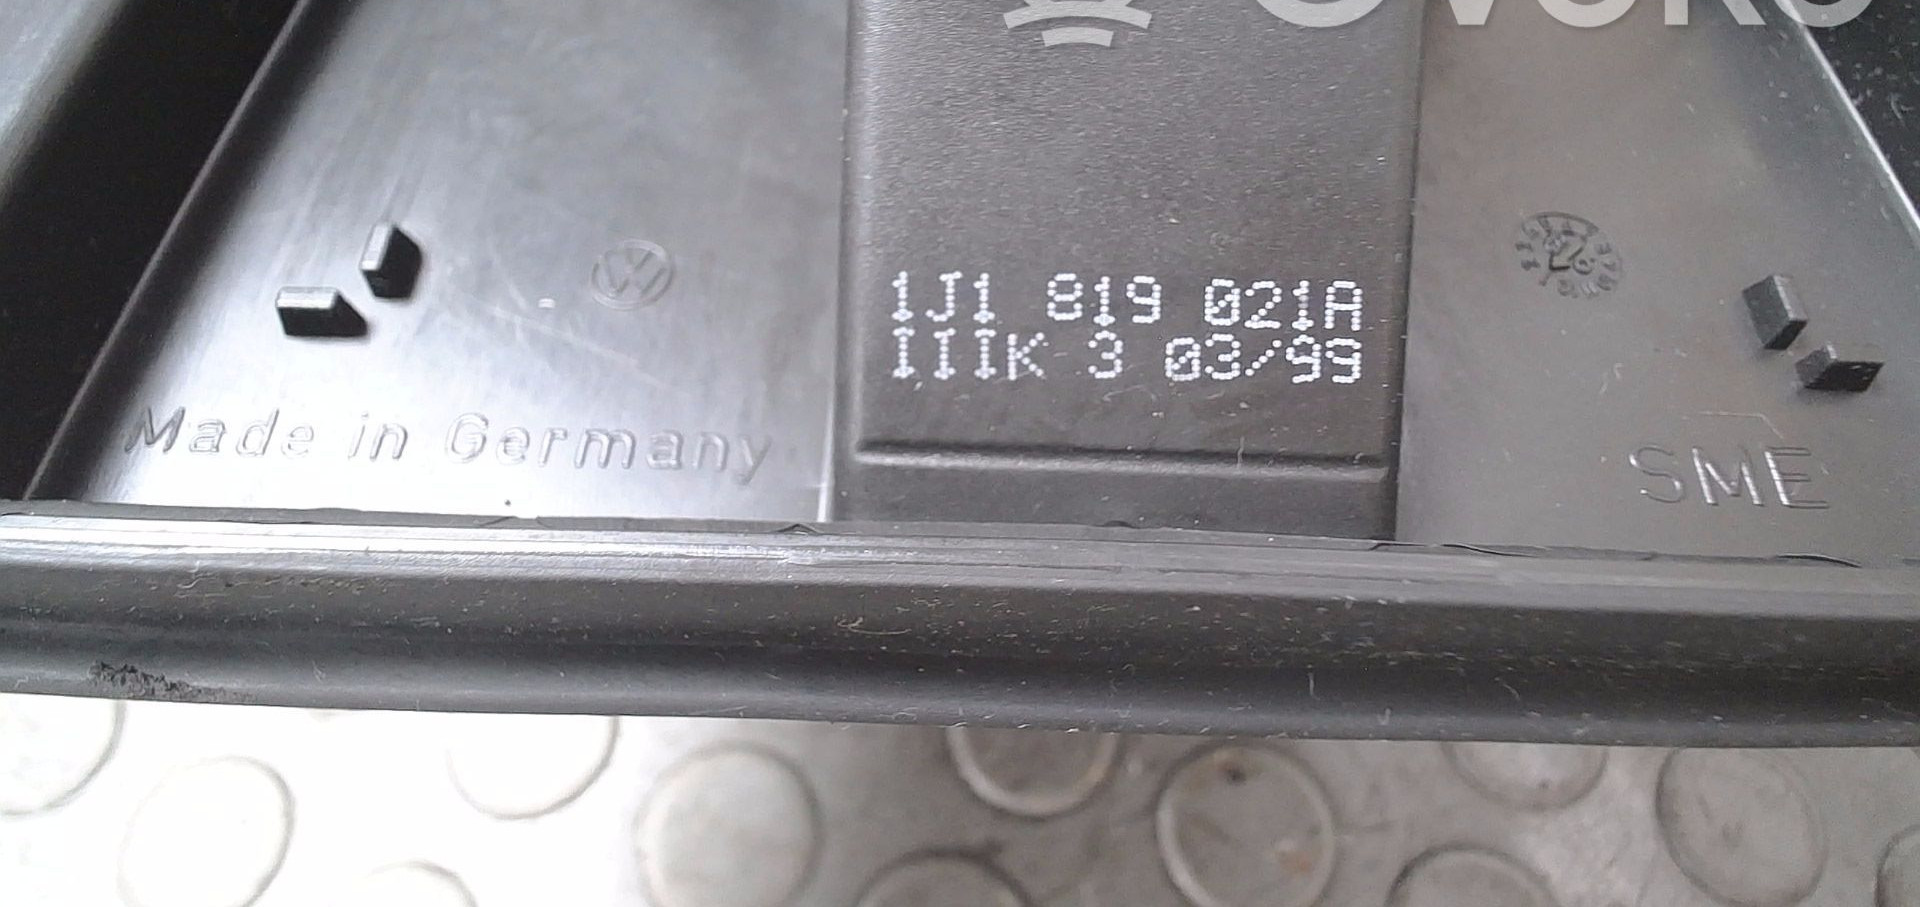 1J1 819 021A
IIIK 3 03/99
Made in Germany
SME